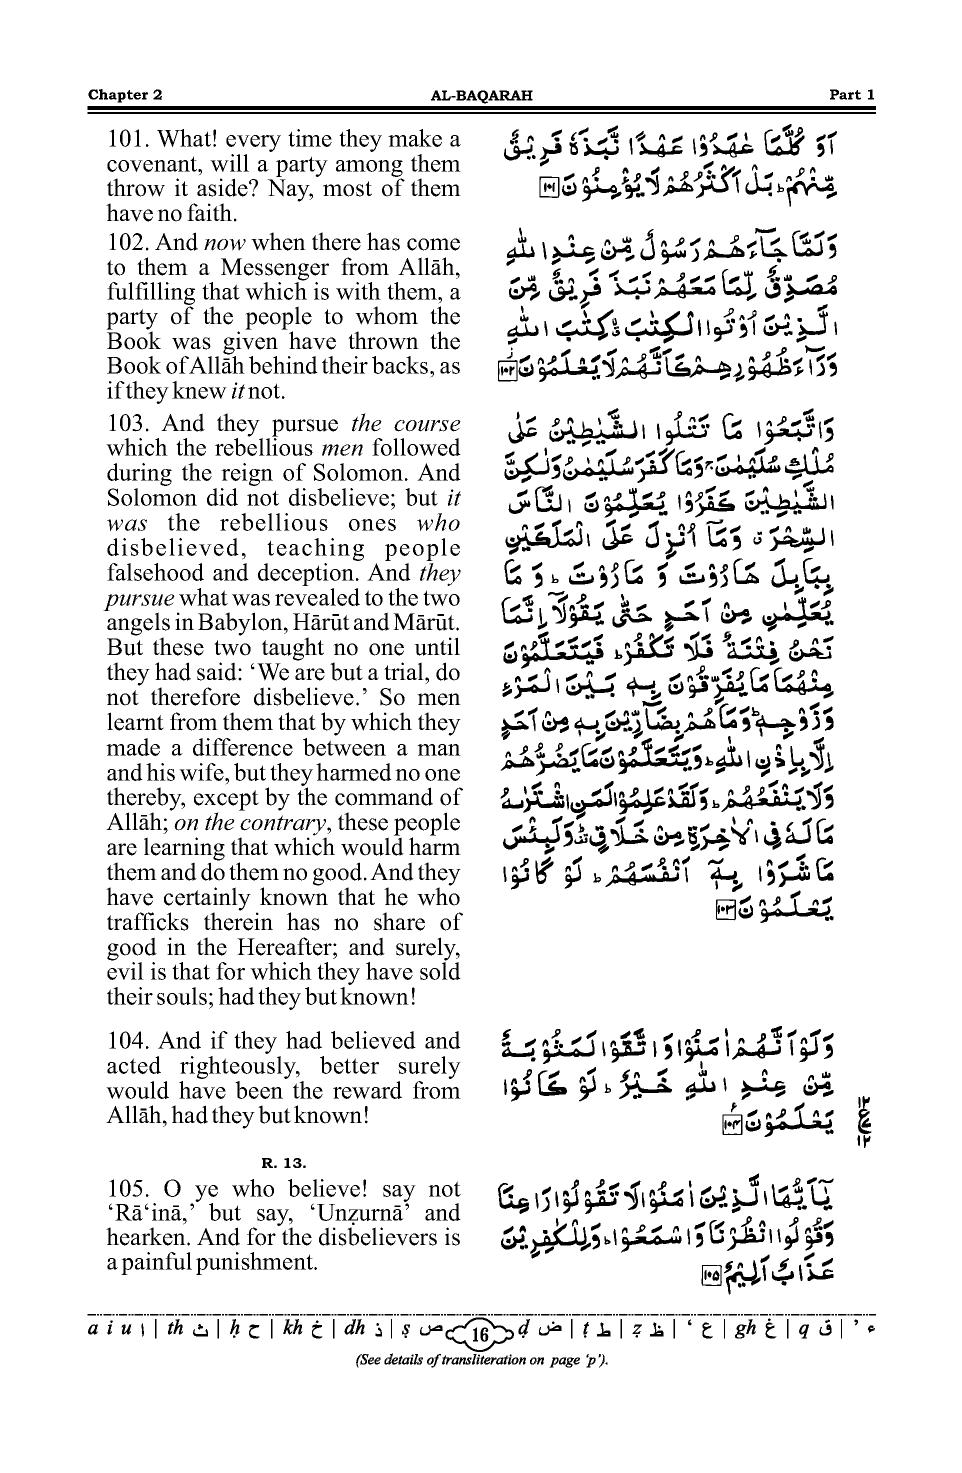 Chapter 2 AL-BAQARAH Part 1
101. What! every time they make a
covenant, will a party among them
throw it aside? Nay, most of them
have no faith.
اَوَ كُلَّمَا عٰهَدُوْا عَهْدًا نَّبَذَهٗ فَرِيْقٌ
مِّنْهُمْ ؕ بَلْ اَكْثَرُهُمْ لَا يُؤْمِنُوْنَ ۱۰۱
102. And now when there has come
to them a Messenger from Allāh,
fulfilling that which is with them, a
party of the people to whom the
Book was given have thrown the
Book of Allāh behind their backs, as
if they knew it not.
وَلَمَّا جَآءَهُمْ رَسُوْلٌ مِّنْ عِنْدِ اللّٰهِ
مُصَدِّقٌ لِّمَا مَعَهُمْ نَبَذَ فَرِيْقٌ مِّنَ
الَّذِيْنَ اُوْتُوا الْكِتٰبَ ۙ كِتٰبَ اللّٰهِ
وَرَآءَ ظُهُوْرِهِمْ كَاَنَّهُمْ لَا يَعْلَمُوْنَ ۱۰۲
103. And they pursue the course
which the rebellious men followed
during the reign of Solomon. And
Solomon did not disbelieve; but it
was the rebellious ones who
disbelieved, teaching people
falsehood and deception. And they
pursue what was revealed to the two
angels in Babylon, Hārūt and Mārūt.
But these two taught no one until
they had said: ‘We are but a trial, do
not therefore disbelieve.’ So men
learnt from them that by which they
made a difference between a man
and his wife, but they harmed no one
thereby, except by the command of
Allāh; on the contrary, these people
are learning that which would harm
them and do them no good. And they
have certainly known that he who
trafficks therein has no share of
good in the Hereafter; and surely,
evil is that for which they have sold
their souls; had they but known!
وَاتَّبَعُوْا مَا تَتْلُوا الشَّيٰطِيْنُ عَلٰى
مُلْكِ سُلَيْمٰنَ ۚ وَمَا كَفَرَ سُلَيْمٰنُ وَلٰكِنَّ
الشَّيٰطِيْنَ كَفَرُوْا يُعَلِّمُوْنَ النَّاسَ
السِّحْرَ ٭ وَمَآ اُنْزِلَ عَلَى الْمَلَكَيْنِ
بِبَابِلَ هَارُوْتَ وَ مَارُوْتَ ؕ وَ مَا
يُعَلِّمٰنِ مِنْ اَحَدٍ حَتّٰى يَقُوْلَآ اِنَّمَا
نَحْنُ فِتْنَةٌ فَلَا تَكْفُرْ ؕ فَيَتَعَلَّمُوْنَ
مِنْهُمَا مَا يُفَرِّقُوْنَ بِهٖ بَيْنَ الْمَرْءِ
وَزَوْجِهٖ ؕ وَمَا هُمْ بِضَآرِّيْنَ بِهٖ مِنْ اَحَدٍ
اِلَّا بِاِذْنِ اللّٰهِ ؕ وَيَتَعَلَّمُوْنَ مَا يَضُرُّهُمْ
وَلَا يَنْفَعُهُمْ ؕ وَلَقَدْ عَلِمُوْا لَمَنِ اشْتَرٰىهُ
مَا لَهٗ فِى الْاٰخِرَةِ مِنْ خَلَاقٍ ؕ وَلَبِئْسَ
مَا شَرَوْا بِهٖٓ اَنْفُسَهُمْ ؕ لَوْ كَانُوْا
يَعْلَمُوْنَ ۱۰۳
104. And if they had believed and
acted righteously, better surely
would have been the reward from
Allāh, had they but known!
وَلَوْ اَنَّهُمْ اٰمَنُوْا وَاتَّقَوْا لَمَثُوْبَةٌ
مِّنْ عِنْدِ اللّٰهِ خَيْرٌ ؕ لَوْ كَانُوْا
يَعْلَمُوْنَ ۱۰۴
۱۲
ع
۱۲
R. 13.
105. O ye who believe! say not
‘Rā‘inā,’ but say, ‘Unẓurnā’ and
hearken. And for the disbelievers is
a painful punishment.
يٰٓاَيُّهَا الَّذِيْنَ اٰمَنُوْا لَا تَقُوْلُوْا رَاعِنَا
وَقُوْلُوا انْظُرْنَا وَاسْمَعُوْا ؕ وَلِلْكٰفِرِيْنَ
عَذَابٌ اَلِيْمٌ ۱۰۵
a i u ا | th ث | ḥ ح | kh خ | dh ذ | ṣ ص 16 ḍ ض | ṭ ط | ẓ ظ | ‘ ع | gh غ | q ق | ’ ء
(See details of transliteration on page ‘p’).